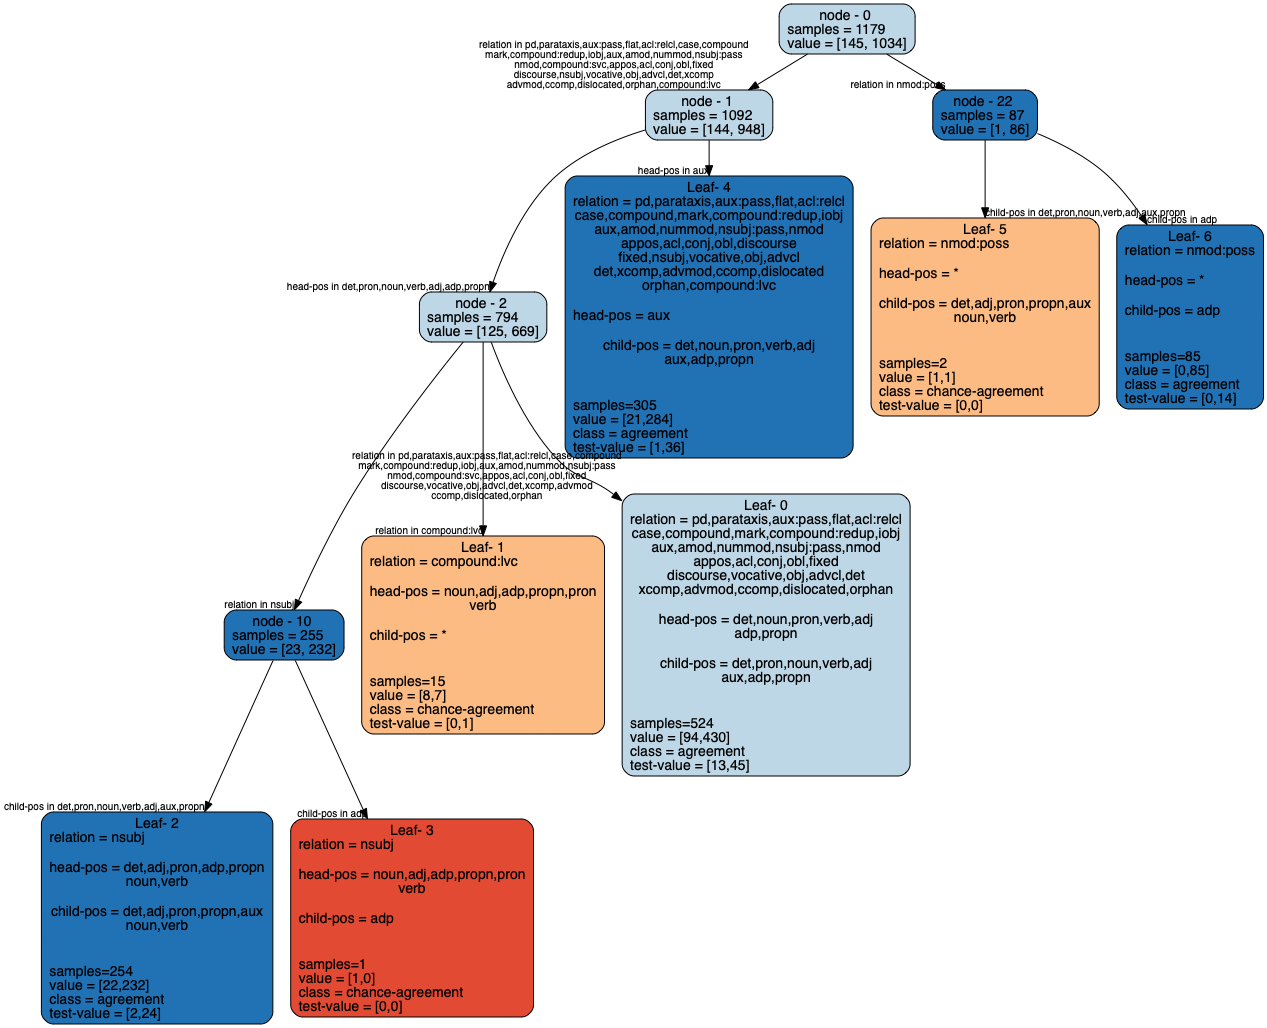 node - 0
samples = 1179
value = [145, 1034]
relation in pd,parataxis,aux:pass,flat,acl:relcl,case,compound
mark,compound:redup,iobj,aux,amod,nummod,nsubj:pass
nmod,compound:svc,appos,acl,conj,obl,fixed
discourse,nsubj,vocative,obj,advcl,det,xcomp
advmod,ccomp,dislocated,orphan,compound:lvc
relation in nmod:poss
node - 1
samples = 1092
value = [144, 948]
node - 22
samples = 87
value = [1, 86]
head-pos in aux
Leaf- 4
relation = pd,parataxis,aux:pass,flat,acl:relcl
case,compound,mark,compound:redup,iobj
aux,amod,nummod,nsubj:pass,nmod
appos,acl,conj,obl,discourse
fixed,nsubj,vocative,obj,advcl
det,xcomp,advmod,ccomp,dislocated
orphan,compound:lvc
head-pos = aux
child-pos = det,noun,pron,verb,adj
aux,adp,propn
samples=305
value = [21,284]
class = agreement
test-value = [1,36]
child-pos in det,pron,noun,verb,adj,aux,propn
Leaf- 5
relation = nmod:poss
head-pos = *
child-pos = det,adj,pron,propn,aux
noun,verb
samples=2
value = [1,1]
class = chance-agreement
test-value = [0,0]
child-pos in adp
Leaf- 6
relation = nmod:poss
head-pos = *
child-pos = adp
samples=85
value = [0,85]
class = agreement
test-value = [0,14]
head-pos in det,pron,noun,verb,adj,adp,propn
node - 2
samples = 794
value = [125, 669]
relation in pd,parataxis,aux:pass,flat,acl:relcl,case,compound
mark,compound:redup,iobj,aux,amod,nummod,nsubj:pass
nmod,compound:svc,appos,acl,conj,obl,fixed
discourse,vocative,obj,advcl,det,xcomp,advmod
ccomp,dislocated,orphan
relation in compound:lvc
Leaf- 1
relation = compound:lvc
head-pos = noun,adj,adp,propn,pron
verb
child-pos = *
samples=15
value = [8,7]
class = chance-agreement
test-value = [0,1]
Leaf- 0
relation = pd,parataxis,aux:pass,flat,acl:relcl
case,compound,mark,compound:redup,iobj
aux,amod,nummod,nsubj:pass,nmod
appos,acl,conj,obl,fixed
discourse,vocative,obj,advcl,det
xcomp,advmod,ccomp,dislocated,orphan
head-pos = det,noun,pron,verb,adj
adp,propn
child-pos = det,pron,noun,verb,adj
aux,adp,propn
samples=524
value = [94,430]
class = agreement
test-value = [13,45]
relation in nsubj
node - 10
samples = 255
value = [23, 232]
child-pos in det,pron,noun,verb,adj,aux,propn
Leaf- 2
relation = nsubj
head-pos = det,adj,pron,adp,propn
noun,verb
child-pos = det,adj,pron,propn,aux
noun,verb
samples=254
value = [22,232]
class = agreement
test-value = [2,24]
child-pos in adp
Leaf- 3
relation = nsubj
head-pos = noun,adj,adp,propn,pron
verb
child-pos = adp
samples=1
value = [1,0]
class = chance-agreement
test-value = [0,0]